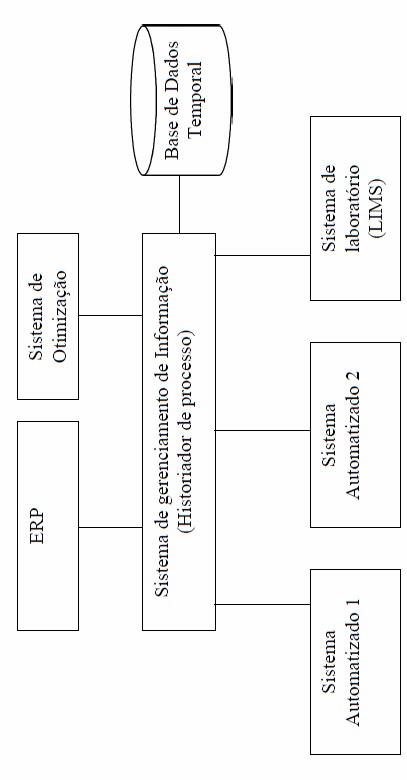 ERP
Sistema de
Otimização
Sistema de gerenciamento de Informação
(Historiador de processo)
Base de Dados
Temporal
Sistema
Automatizado 1
Sistema
Automatizado 2
Sistema de
laboratório
(LIMS)